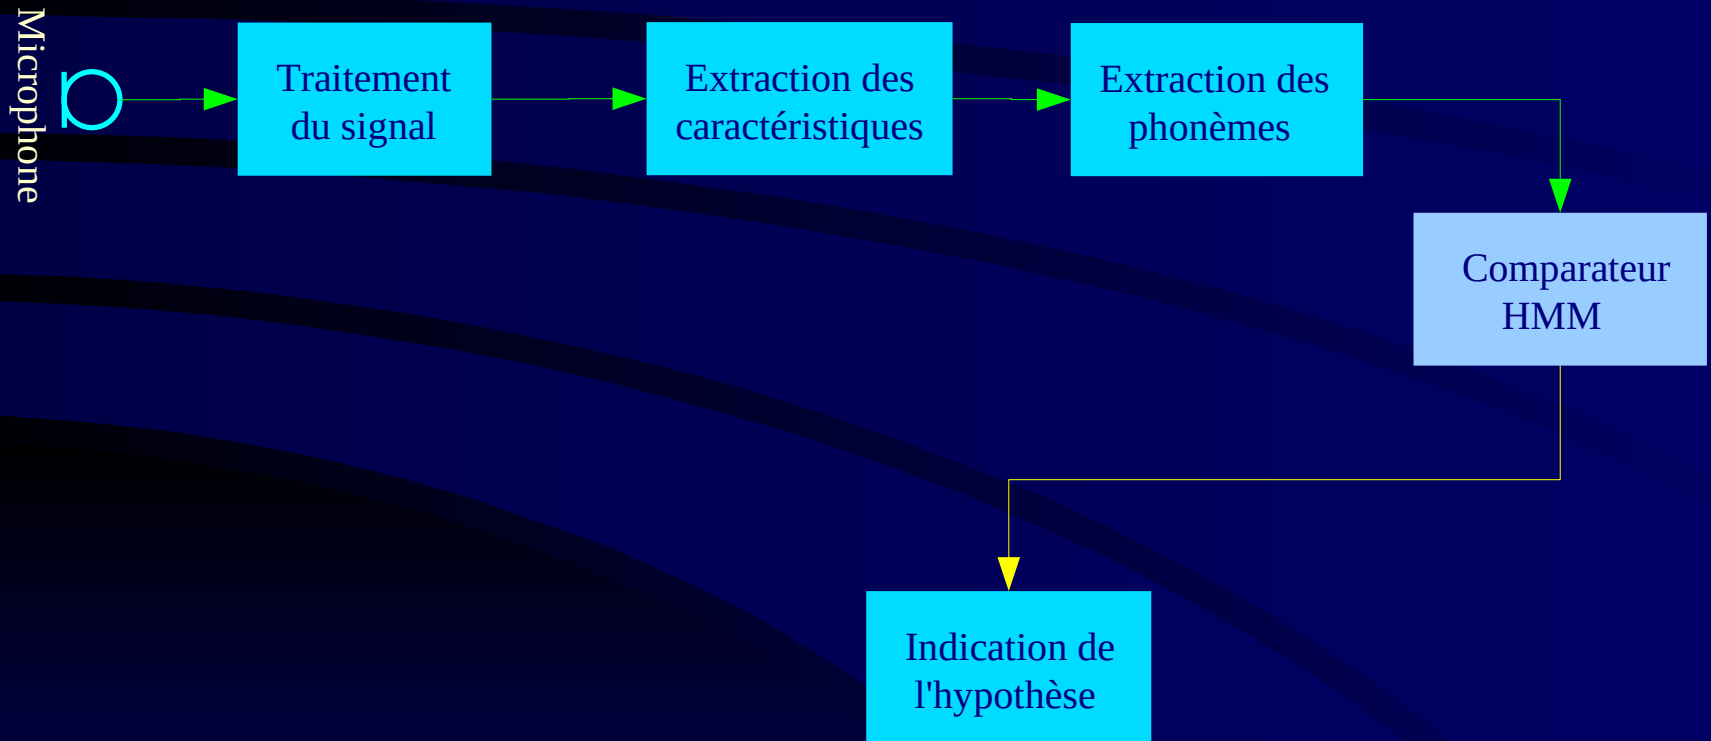 Microphone
Traitement
du signal
Extraction des
caractéristiques
Extraction des
phonèmes
Comparateur
HMM
Indication de
l'hypothèse